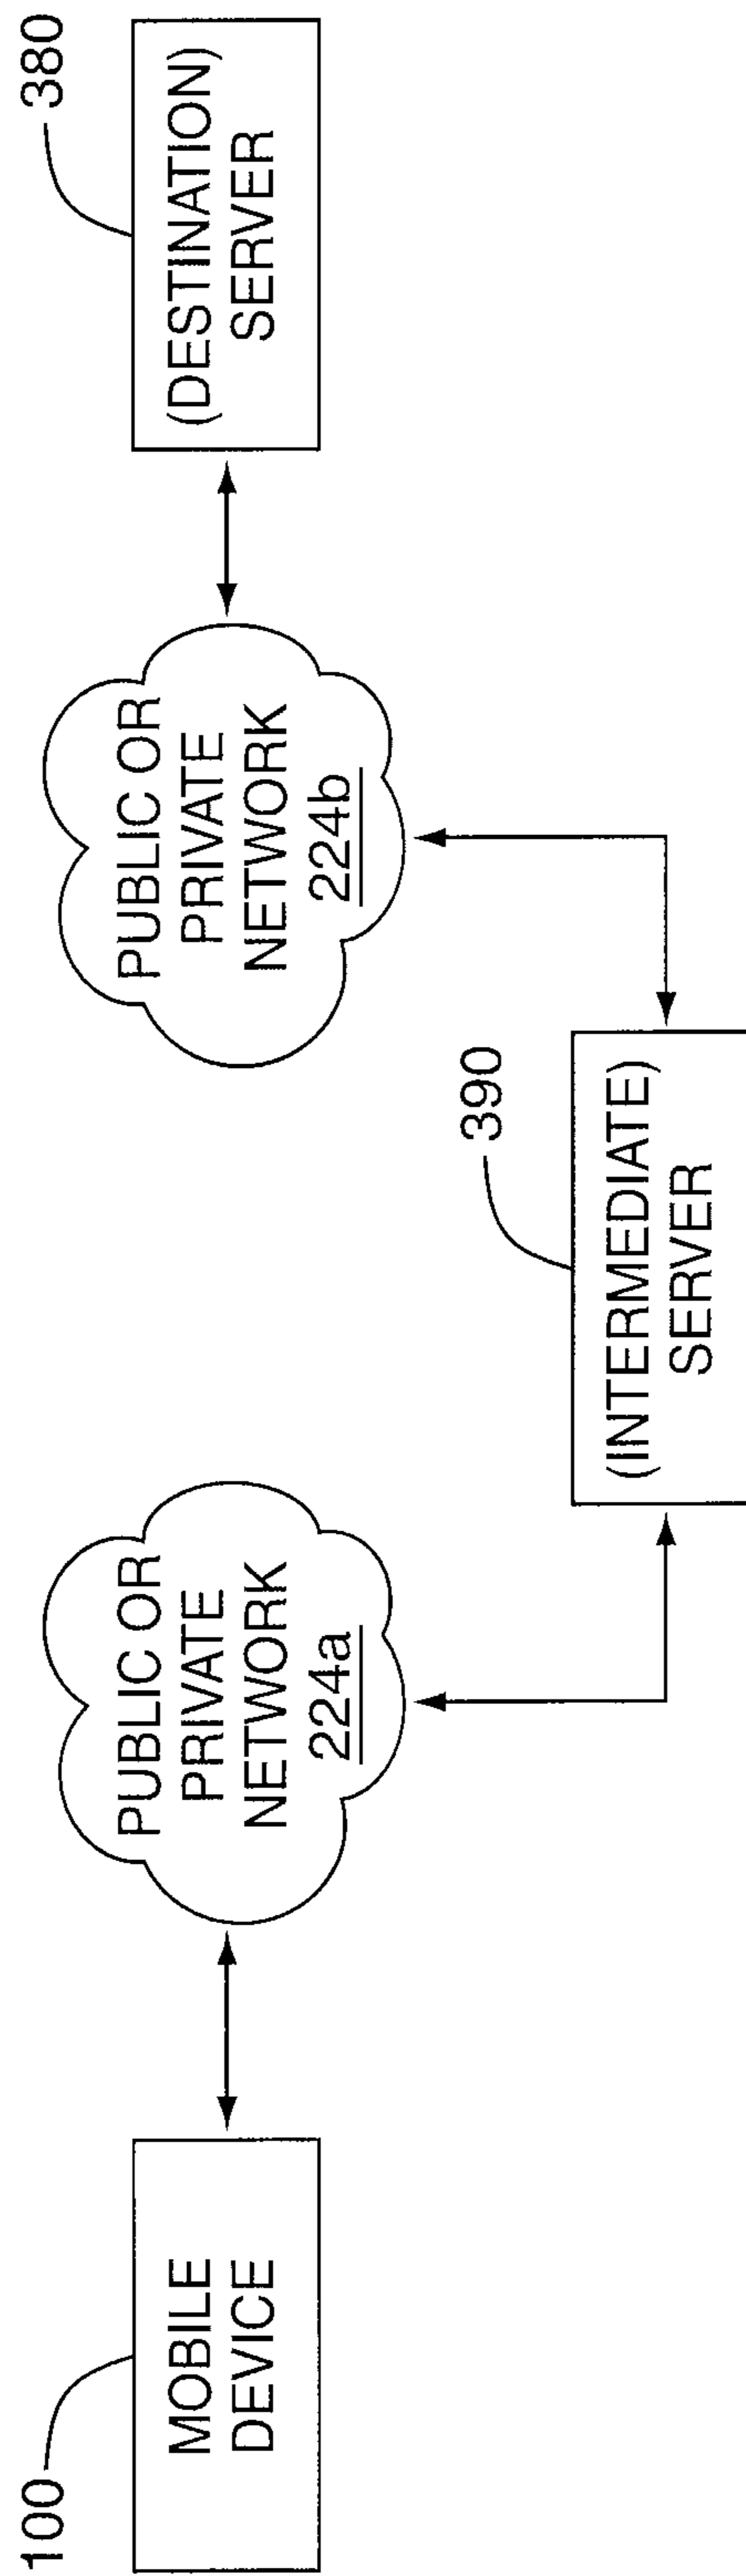 100
MOBILE
DEVICE
PUBLIC OR
PRIVATE
NETWORK
224a
390
(INTERMEDIATE)
SERVER
PUBLIC OR
PRIVATE
NETWORK
224b
380
(DESTINATION)
SERVER